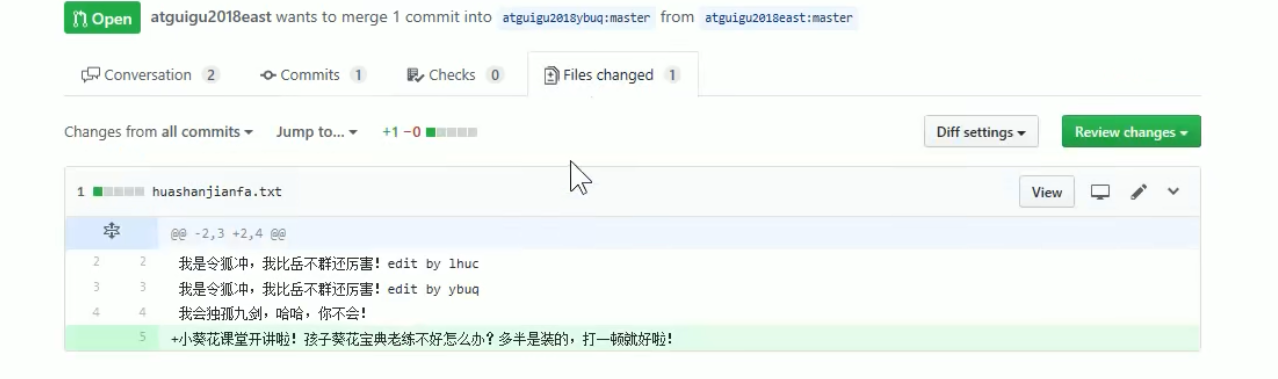 Open atguigu2018east wants to merge 1 commit into atguigu2018ybuq:master from atguigu2018east:master
Conversation 2 Commits 1 Checks 0 Files changed 1
Changes from all commits Jump to... +1 −0 Diff settings Review changes
1 huashanjianfa.txt View
@@ -2,3 +2,4 @@
2 2 我是令狐冲，我比岳不群还厉害！edit by lhuc
3 3 我是令狐冲，我比岳不群还厉害！edit by ybuq
4 4 我会独孤九剑，哈哈，你不会！
5 +小葵花课堂开讲啦！孩子葵花宝典老练不好怎么办？多半是装的，打一顿就好啦！